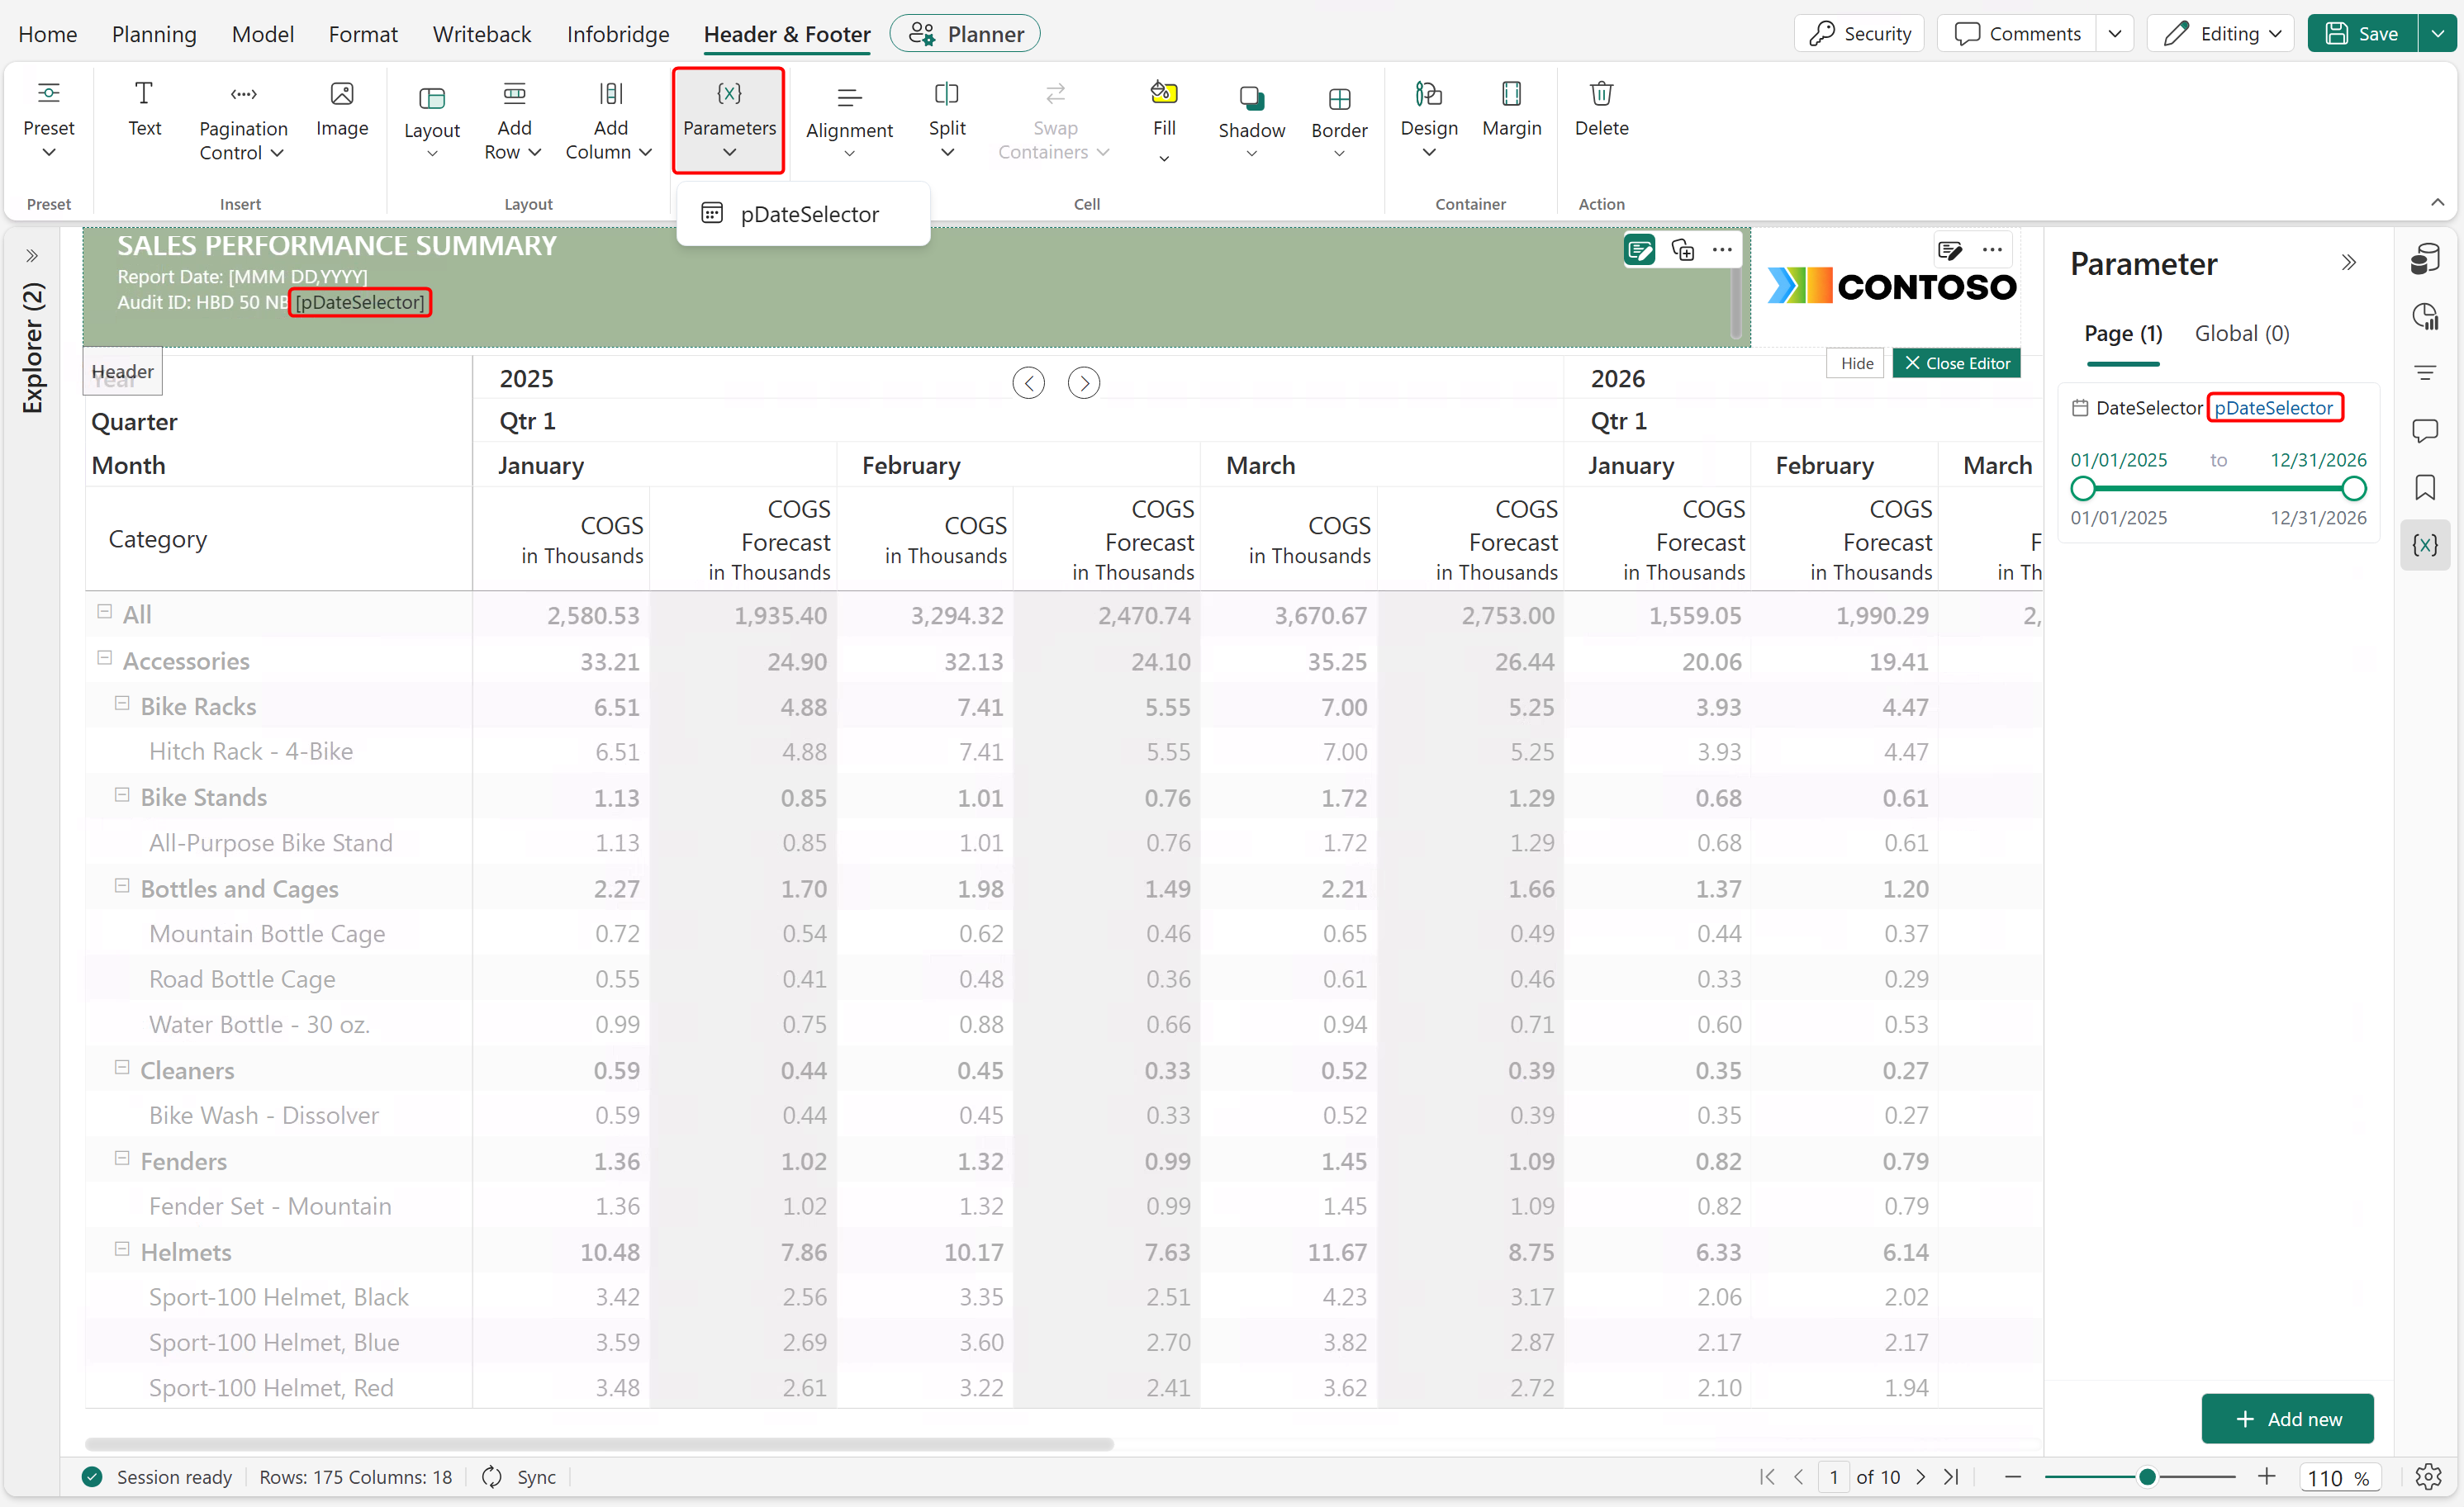 Home Planning Model Format Writeback Infobridge Header & Footer Planner Security Comments Editing Save
Preset Text Pagination Control Image Layout Add Row Add Column Parameters Alignment Split Swap Containers Fill Shadow Border Design Margin Delete
Preset Insert Layout Cell Container Action
pDateSelector
Explorer (2)
SALES PERFORMANCE SUMMARY
Report Date: [MMM DD,YYYY]
Audit ID: HBD 50 NB [pDateSelector]
CONTOSO
Header
Hide Close Editor
Year 2025 2026
Quarter Qtr 1 Qtr 1
Month January February March January February March
Category COGS in Thousands COGS Forecast in Thousands COGS in Thousands COGS Forecast in Thousands COGS in Thousands COGS Forecast in Thousands COGS Forecast in Thousands COGS Forecast in Thousands
All 2,580.53 1,935.40 3,294.32 2,470.74 3,670.67 2,753.00 1,559.05 1,990.29 2,
Accessories 33.21 24.90 32.13 24.10 35.25 26.44 20.06 19.41
Bike Racks 6.51 4.88 7.41 5.55 7.00 5.25 3.93 4.47
Hitch Rack - 4-Bike 6.51 4.88 7.41 5.55 7.00 5.25 3.93 4.47
Bike Stands 1.13 0.85 1.01 0.76 1.72 1.29 0.68 0.61
All-Purpose Bike Stand 1.13 0.85 1.01 0.76 1.72 1.29 0.68 0.61
Bottles and Cages 2.27 1.70 1.98 1.49 2.21 1.66 1.37 1.20
Mountain Bottle Cage 0.72 0.54 0.62 0.46 0.65 0.49 0.44 0.37
Road Bottle Cage 0.55 0.41 0.48 0.36 0.61 0.46 0.33 0.29
Water Bottle - 30 oz. 0.99 0.75 0.88 0.66 0.94 0.71 0.60 0.53
Cleaners 0.59 0.44 0.45 0.33 0.52 0.39 0.35 0.27
Bike Wash - Dissolver 0.59 0.44 0.45 0.33 0.52 0.39 0.35 0.27
Fenders 1.36 1.02 1.32 0.99 1.45 1.09 0.82 0.79
Fender Set - Mountain 1.36 1.02 1.32 0.99 1.45 1.09 0.82 0.79
Helmets 10.48 7.86 10.17 7.63 11.67 8.75 6.33 6.14
Sport-100 Helmet, Black 3.42 2.56 3.35 2.51 4.23 3.17 2.06 2.02
Sport-100 Helmet, Blue 3.59 2.69 3.60 2.70 3.82 2.87 2.17 2.17
Sport-100 Helmet, Red 3.48 2.61 3.22 2.41 3.62 2.72 2.10 1.94
Parameter
Page (1) Global (0)
DateSelector pDateSelector
01/01/2025 to 12/31/2026
01/01/2025 12/31/2026
Add new
Session ready Rows: 175 Columns: 18 Sync 1 of 10 110 %